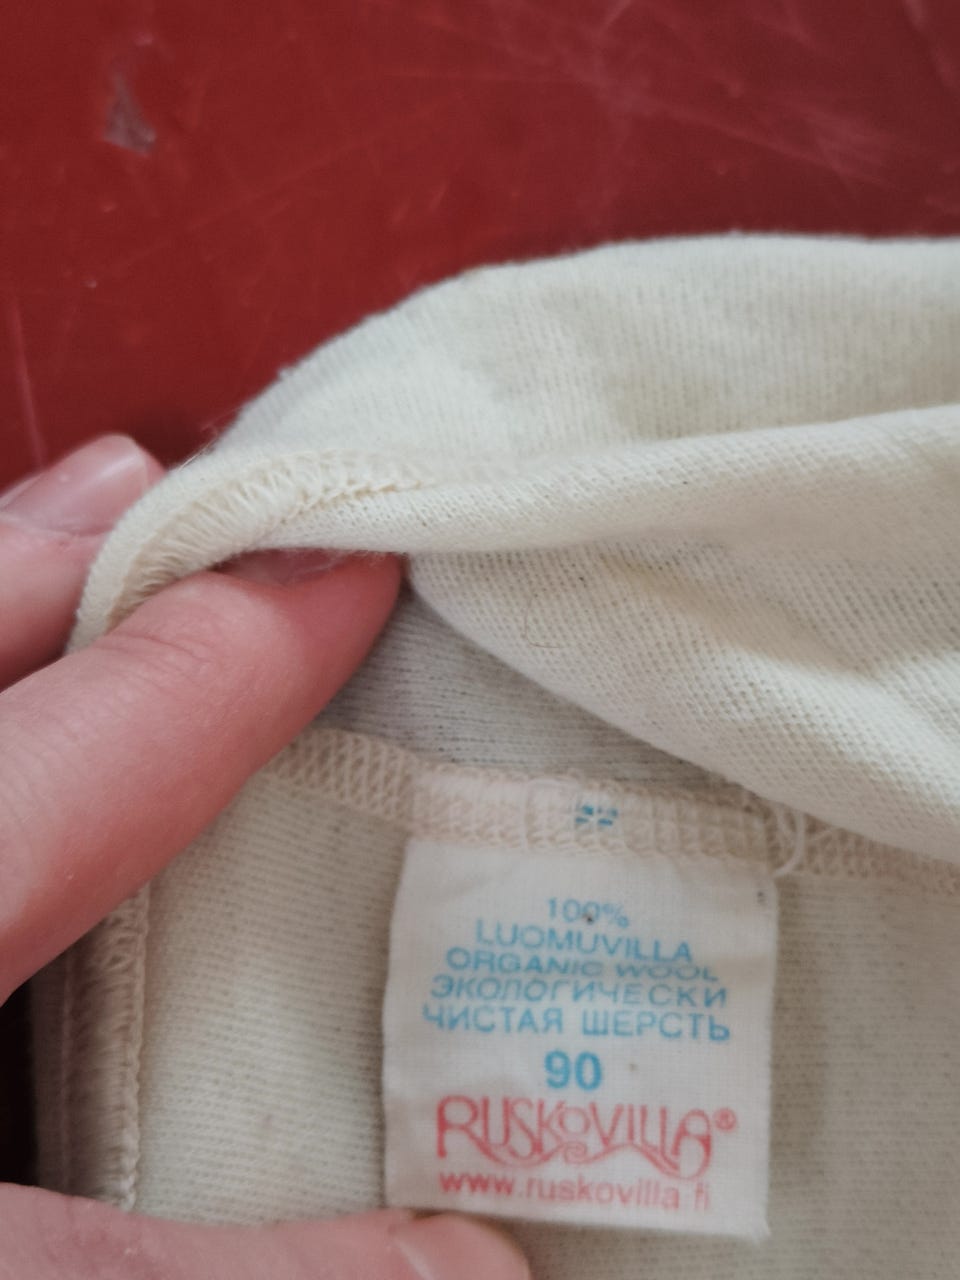 100%
LUOMUVILLA
ORGANIC WOOL
ЭКОЛОГИЧЕСКИ
ЧИСТАЯ ШЕРСТЬ
90
RUSKOVILLA®
www.ruskovilla.fi